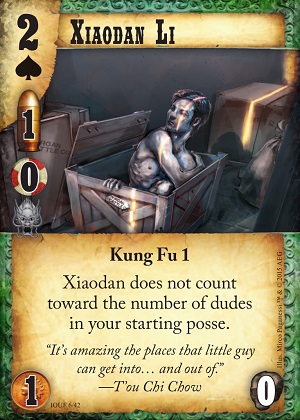 2
Xiaodan Li
1
0
Kung Fu 1
Xiaodan does not count
toward the number of dudes
in your starting posse.
“It’s amazing the places that little guy
can get into… and out of.”
—T’ou Chi Chow
1
0